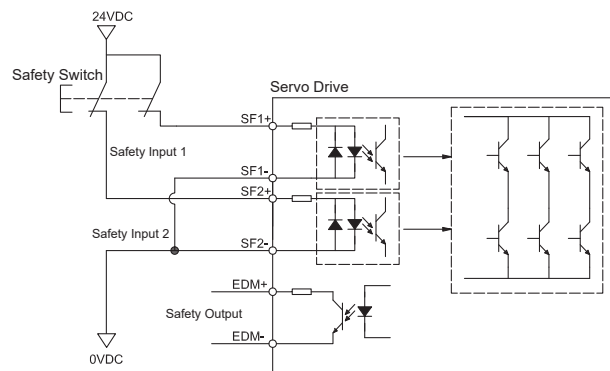 24VDC
Safety Switch
Servo Drive
SF1+
Safety Input 1
SF1-
SF2+
Safety Input 2
SF2-
EDM+
Safety Output
EDM-
0VDC